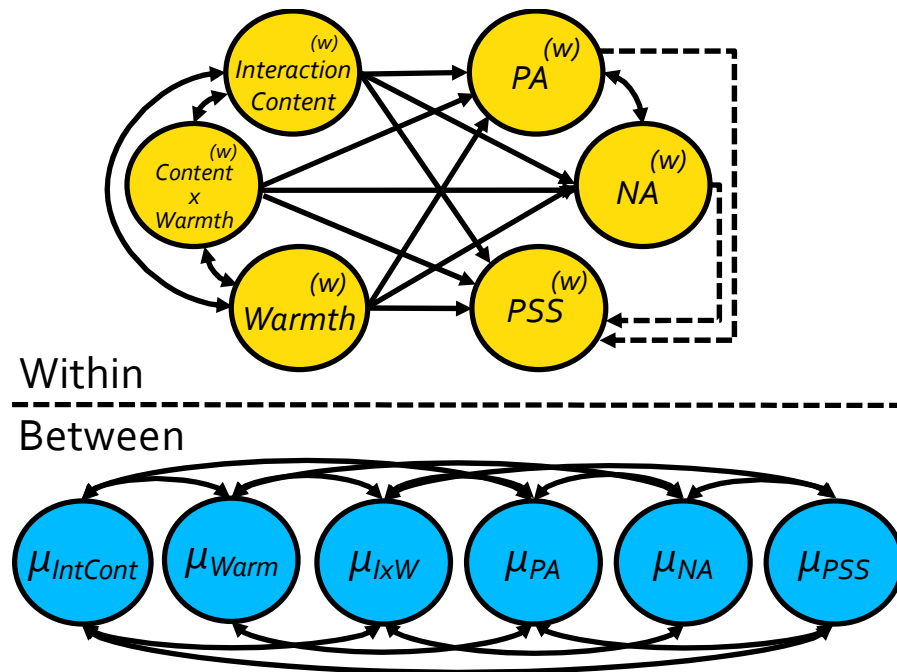 (w)
Interaction
Content
(w)
PA
(w)
Content
x
Warmth
(w)
NA
(w)
Warmth
(w)
PSS
Within
Between
μIntCont
μWarm
μIxW
μPA
μNA
μPSS